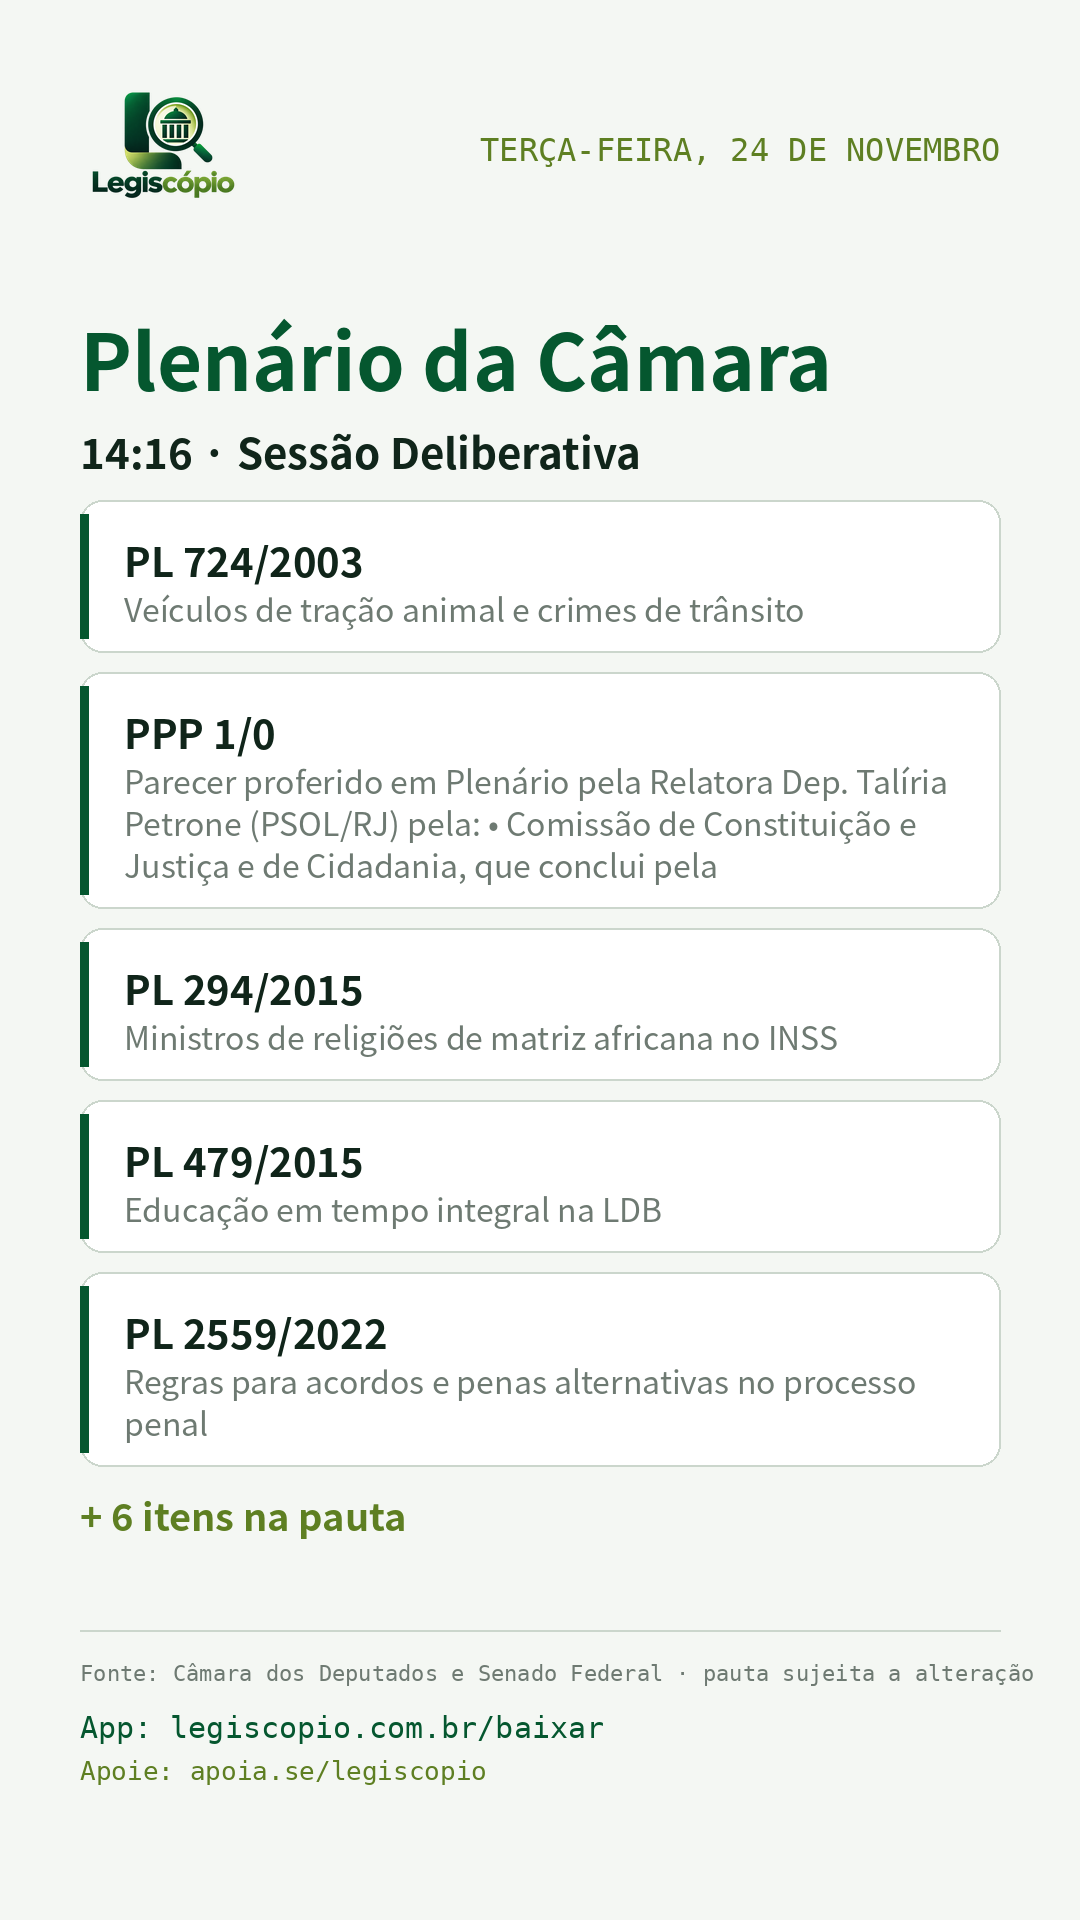 Legiscópio
TERÇA-FEIRA, 24 DE NOVEMBRO
Plenário da Câmara
14:16 · Sessão Deliberativa
PL 724/2003
Veículos de tração animal e crimes de trânsito
PPP 1/0
Parecer proferido em Plenário pela Relatora Dep. Talíria
Petrone (PSOL/RJ) pela: • Comissão de Constituição e
Justiça e de Cidadania, que conclui pela
PL 294/2015
Ministros de religiões de matriz africana no INSS
PL 479/2015
Educação em tempo integral na LDB
PL 2559/2022
Regras para acordos e penas alternativas no processo
penal
+ 6 itens na pauta
Fonte: Câmara dos Deputados e Senado Federal · pauta sujeita a alteração
App: legiscopio.com.br/baixar
Apoie: apoia.se/legiscopio